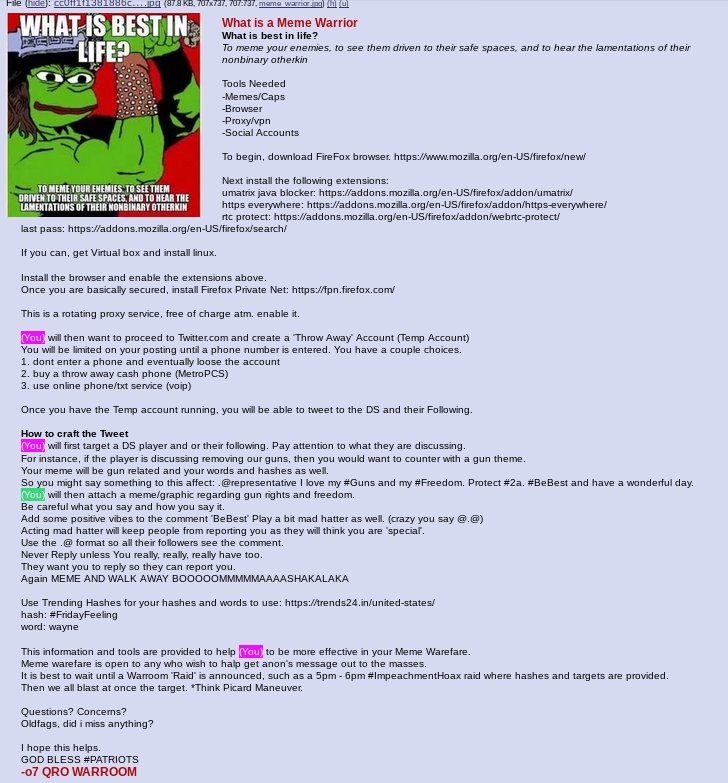 File (hide): cc0ff1f1381886c....jpg (87.8 KB, 707x737, 707:737, meme_warrior.jpg) (h) (u)
WHAT IS BEST IN
LIFE?
TO MEME YOUR ENEMIES, TO SEE THEM
DRIVEN TO THEIR SAFE SPACES, AND TO HEAR THE
LAMENTATIONS OF THEIR NONBINARY OTHERKIN
What is a Meme Warrior
What is best in life?
To meme your enemies, to see them driven to their safe spaces, and to hear the lamentations of their
nonbinary otherkin
Tools Needed
-Memes/Caps
-Browser
-Proxy/vpn
-Social Accounts
To begin, download FireFox browser. https://www.mozilla.org/en-US/firefox/new/
Next install the following extensions:
umatrix java blocker: https://addons.mozilla.org/en-US/firefox/addon/umatrix/
https everywhere: https://addons.mozilla.org/en-US/firefox/addon/https-everywhere/
rtc protect: https://addons.mozilla.org/en-US/firefox/addon/webrtc-protect/
last pass: https://addons.mozilla.org/en-US/firefox/search/
If you can, get Virtual box and install linux.
Install the browser and enable the extensions above.
Once you are basically secured, install Firefox Private Net: https://fpn.firefox.com/
This is a rotating proxy service, free of charge atm. enable it.
(You) will then want to proceed to Twitter.com and create a 'Throw Away' Account (Temp Account)
You will be limited on your posting until a phone number is entered. You have a couple choices.
1. dont enter a phone and eventually loose the account
2. buy a throw away cash phone (MetroPCS)
3. use online phone/txt service (voip)
Once you have the Temp account running, you will be able to tweet to the DS and their Following.
How to craft the Tweet
(You) will first target a DS player and or their following. Pay attention to what they are discussing.
For instance, if the player is discussing removing our guns, then you would want to counter with a gun theme.
Your meme will be gun related and your words and hashes as well.
So you might say something to this affect: .@representative I love my #Guns and my #Freedom. Protect #2a. #BeBest and have a wonderful day.
(You) will then attach a meme/graphic regarding gun rights and freedom.
Be careful what you say and how you say it.
Add some positive vibes to the comment 'BeBest' Play a bit mad hatter as well. (crazy you say @.@)
Acting mad hatter will keep people from reporting you as they will think you are 'special'.
Use the .@ format so all their followers see the comment.
Never Reply unless You really, really, really have too.
They want you to reply so they can report you.
Again MEME AND WALK AWAY BOOOOOMMMMMAAAASHAKALAKA
Use Trending Hashes for your hashes and words to use: https://trends24.in/united-states/
hash: #FridayFeeling
word: wayne
This information and tools are provided to help (You) to be more effective in your Meme Warefare.
Meme warefare is open to any who wish to halp get anon's message out to the masses.
It is best to wait until a Warroom 'Raid' is announced, such as a 5pm - 6pm #ImpeachmentHoax raid where hashes and targets are provided.
Then we all blast at once the target. *Think Picard Maneuver.
Questions? Concerns?
Oldfags, did i miss anything?
I hope this helps.
GOD BLESS #PATRIOTS
-o7 QRO WARROOM